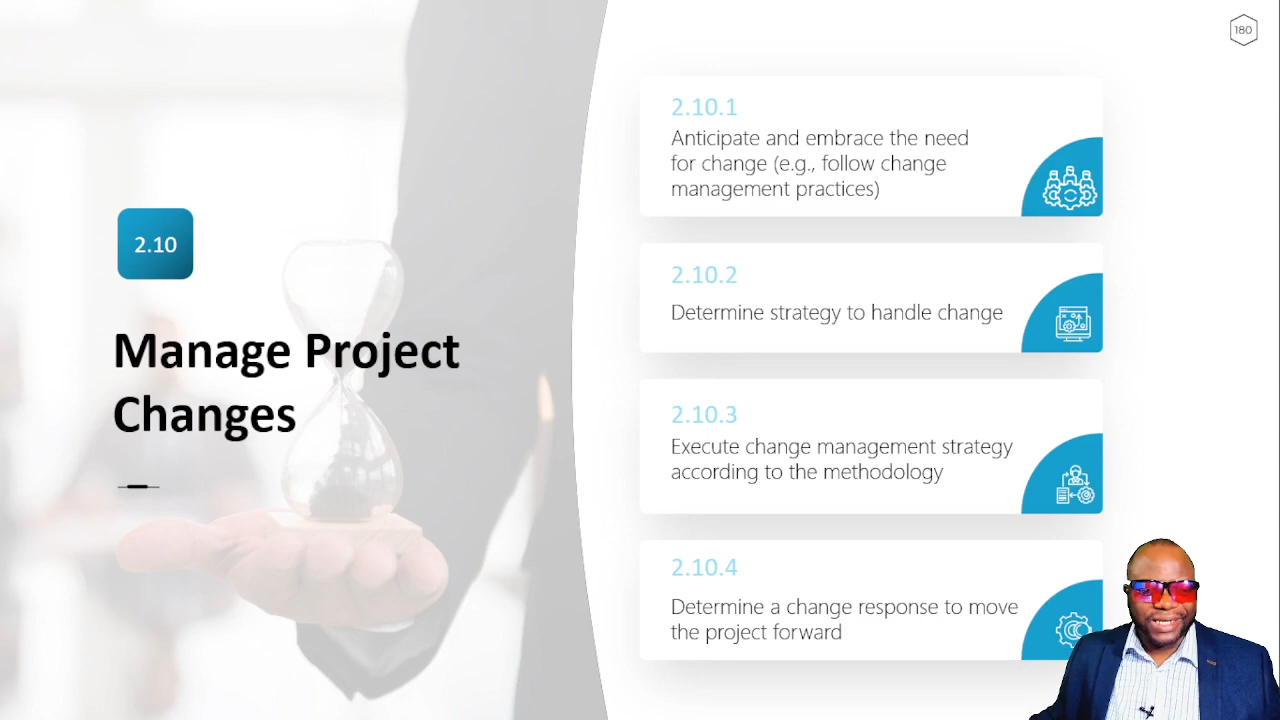 180
2.10
Manage Project
Changes
2.10.1
Anticipate and embrace the need
for change (e.g., follow change
management practices)
2.10.2
Determine strategy to handle change
2.10.3
Execute change management strategy
according to the methodology
2.10.4
Determine a change response to move
the project forward